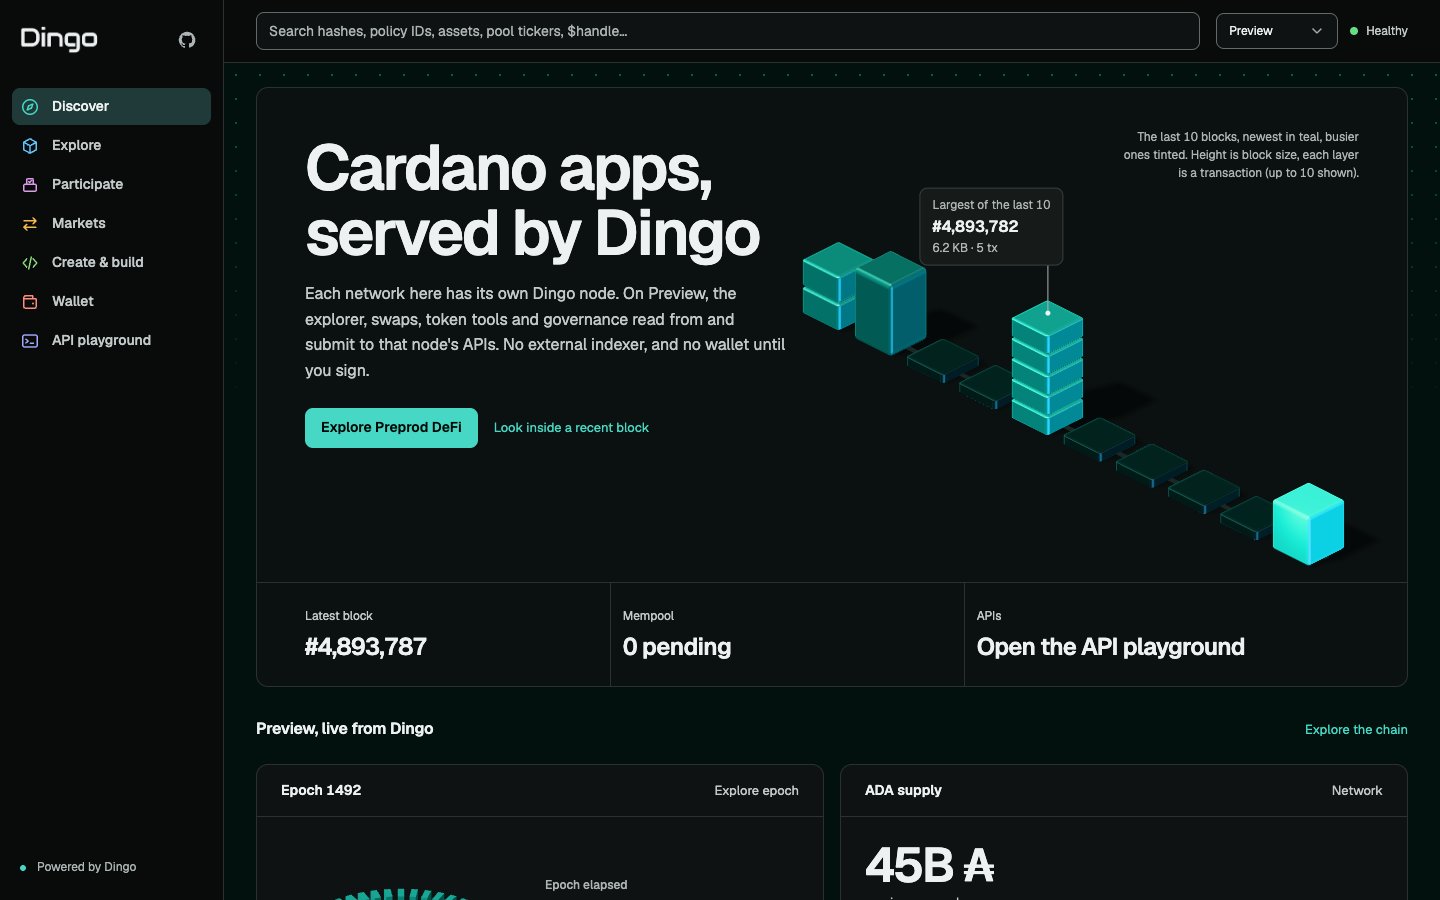 Dingo
Discover
Explore
Participate
Markets
Create & build
Wallet
API playground
Powered by Dingo
Search hashes, policy IDs, assets, pool tickers, $handle...
Preview
Healthy
Cardano apps,
served by Dingo
Each network here has its own Dingo node. On Preview, the
explorer, swaps, token tools and governance read from and
submit to that node's APIs. No external indexer, and no wallet until
you sign.
Explore Preprod DeFi
Look inside a recent block
The last 10 blocks, newest in teal, busier
ones tinted. Height is block size, each layer
is a transaction (up to 10 shown).
Largest of the last 10
#4,893,782
6.2 KB · 5 tx
Latest block
#4,893,787
Mempool
0 pending
APIs
Open the API playground
Preview, live from Dingo
Explore the chain
Epoch 1492
Explore epoch
Epoch elapsed
ADA supply
Network
45B ₳